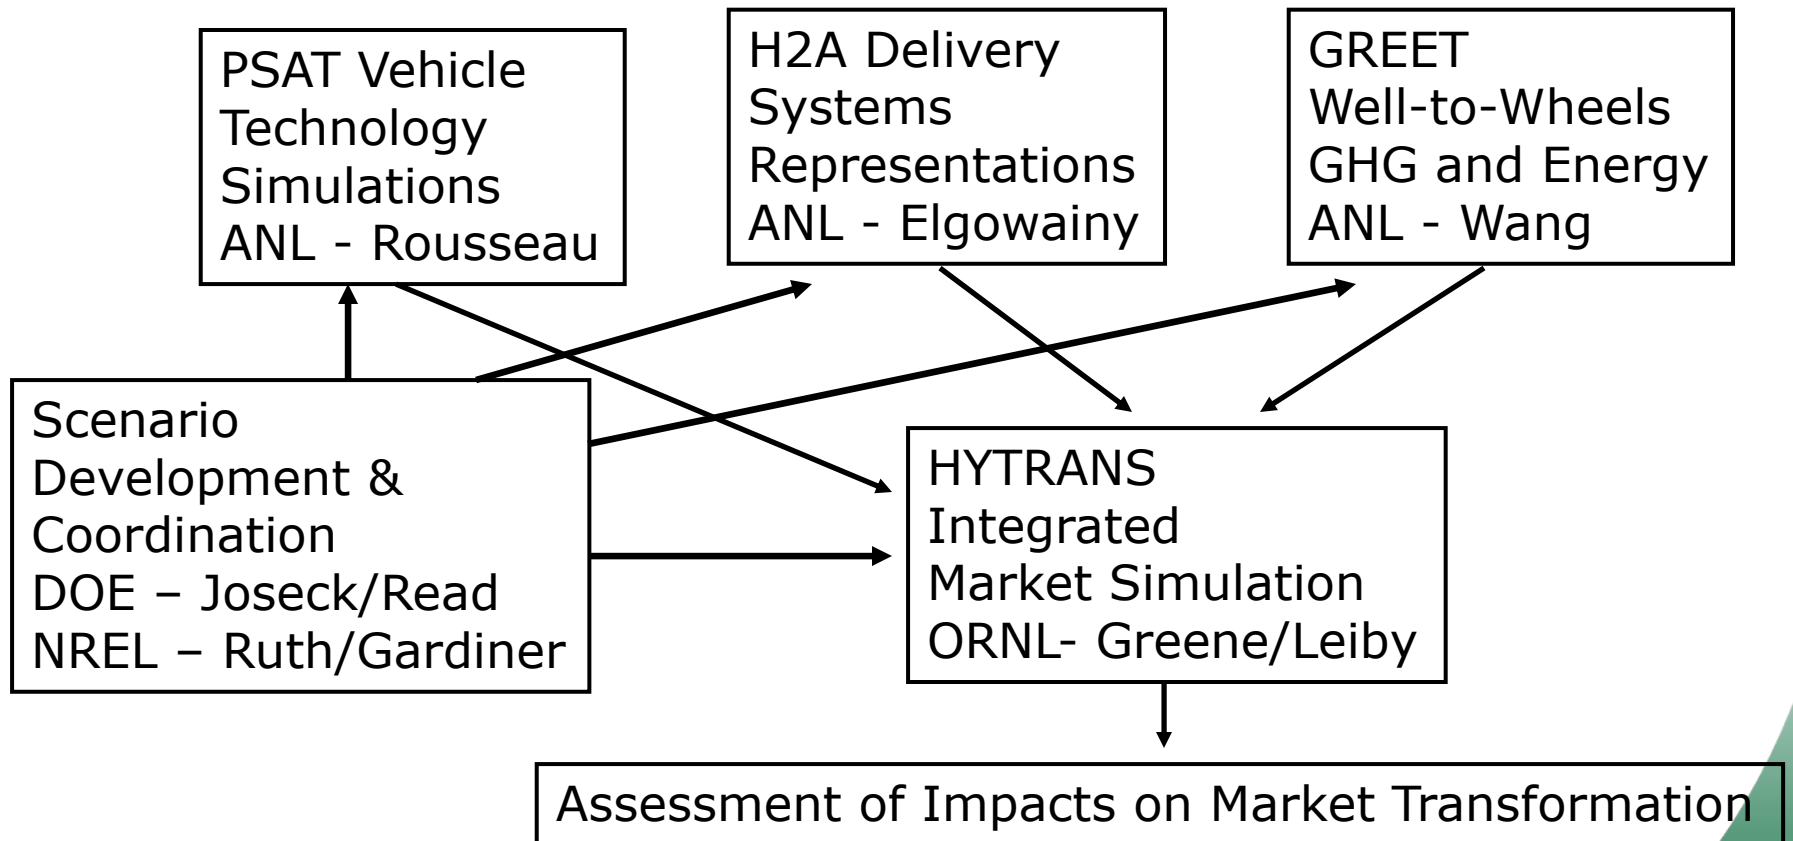 PSAT Vehicle
Technology
Simulations
ANL - Rousseau
H2A Delivery
Systems
Representations
ANL - Elgowainy
GREET
Well-to-Wheels
GHG and Energy
ANL - Wang
Scenario
Development &
Coordination
DOE – Joseck/Read
NREL – Ruth/Gardiner
HYTRANS
Integrated
Market Simulation
ORNL- Greene/Leiby
Assessment of Impacts on Market Transformation